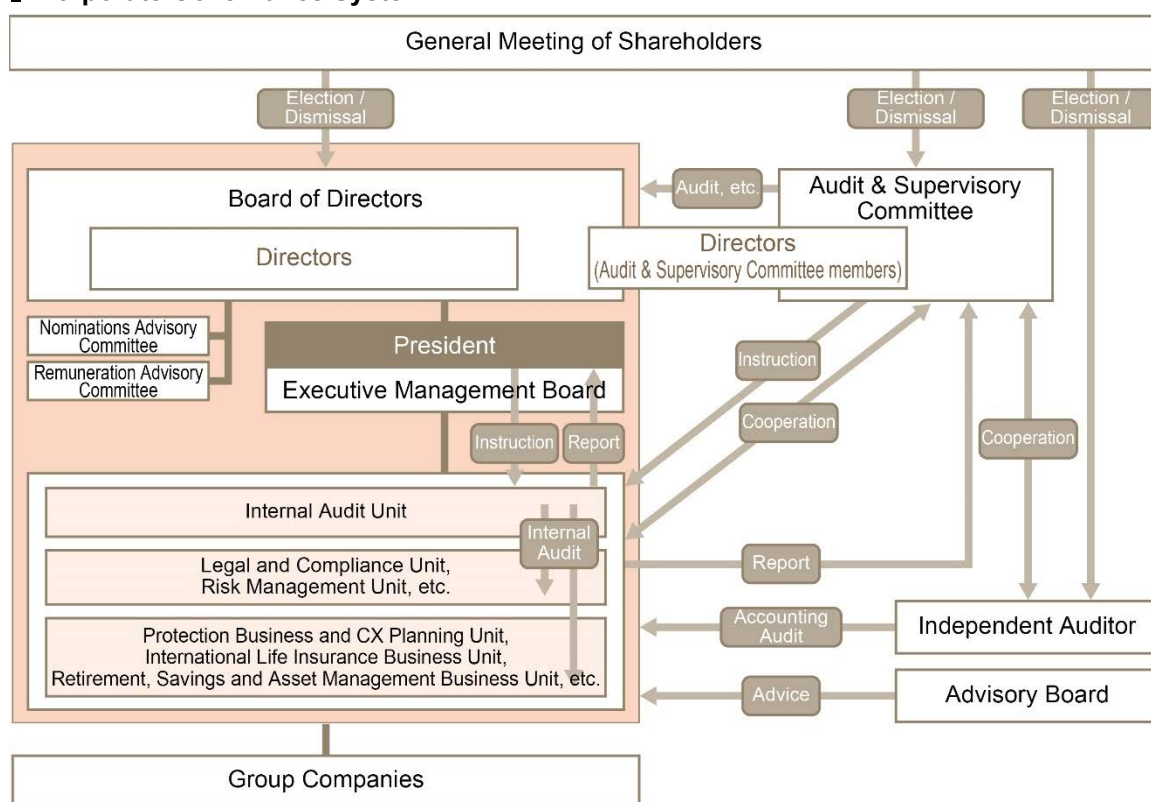 General Meeting of Shareholders
Election /
Dismissal
Election /
Dismissal
Election /
Dismissal
Board of Directors
Directors
Audit, etc.
Audit & Supervisory
Committee
Directors
(Audit & Supervisory Committee members)
Nominations Advisory
Committee
Remuneration Advisory
Committee
President
Executive Management Board
Instruction
Report
Instruction
Cooperation
Cooperation
Internal Audit Unit
Internal
Audit
Legal and Compliance Unit,
Risk Management Unit, etc.
Report
Protection Business and CX Planning Unit,
International Life Insurance Business Unit,
Retirement, Savings and Asset Management Business Unit, etc.
Accounting
Audit
Independent Auditor
Advice
Advisory Board
Group Companies